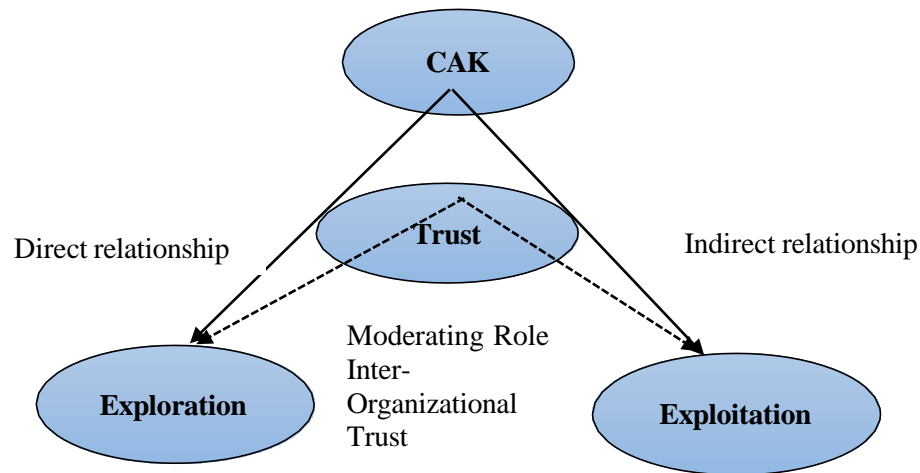 CAK
Trust
Direct relationship
Indirect relationship
Moderating Role
Inter-
Organizational
Trust
Exploration
Exploitation